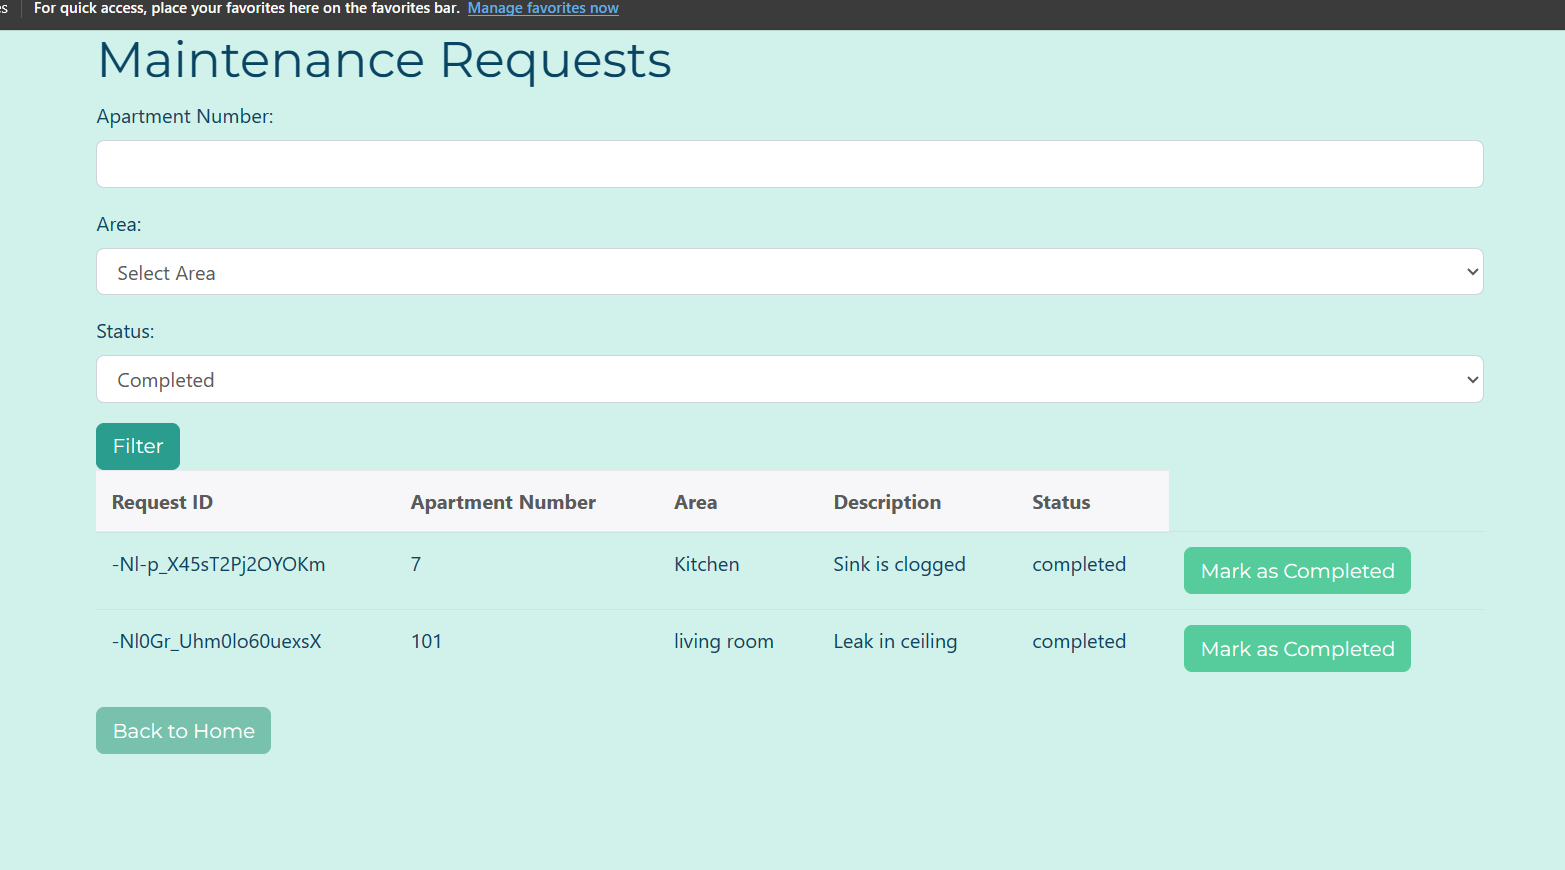 es For quick access, place your favorites here on the favorites bar. Manage favorites now
Maintenance Requests
Apartment Number:
Area:
Select Area
Status:
Completed
Filter
Request ID Apartment Number Area Description Status
-Nl-p_X45sT2Pj2OYOKm 7 Kitchen Sink is clogged completed Mark as Completed
-Nl0Gr_Uhm0lo60uexsX 101 living room Leak in ceiling completed Mark as Completed
Back to Home